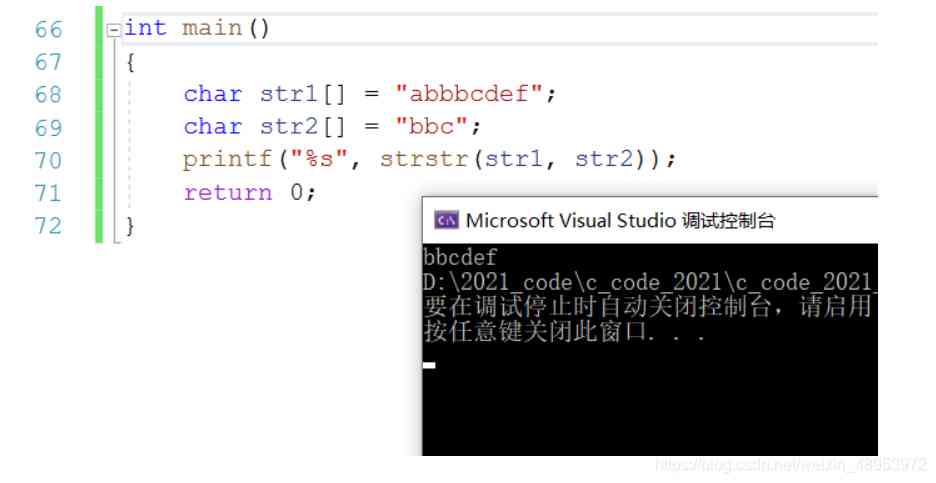 66 int main()
67 {
68 char str1[] = "abbbcdef";
69 char str2[] = "bbc";
70 printf("%s", strstr(str1, str2));
71 return 0;
72 }
Microsoft Visual Studio 调试控制台
bbcdef
D:\2021_code\c_code_2021\c_code_2021_
要在调试停止时自动关闭控制台，请启用
按任意键关闭此窗口. . .
https://blog.csdn.net/weixin_48953972